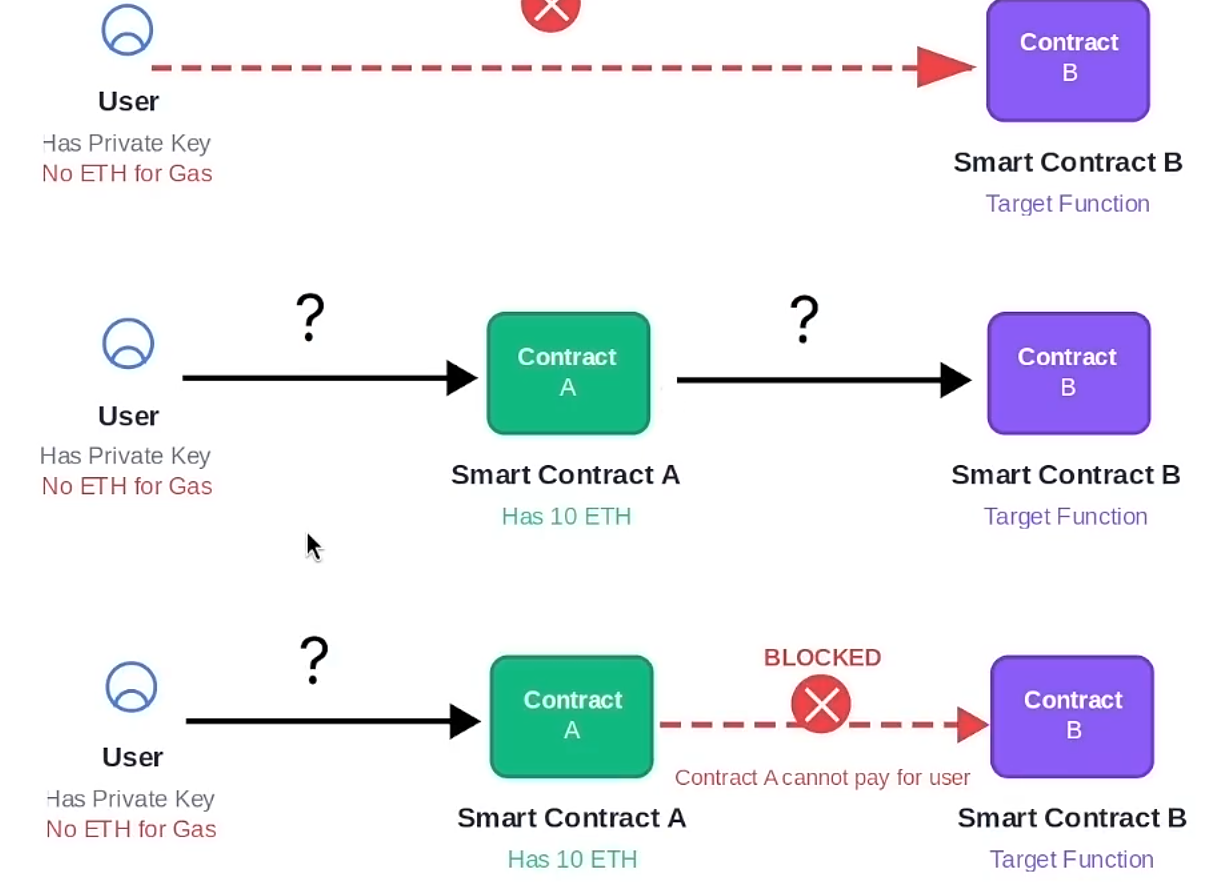 Contract
B
User
Has Private Key
No ETH for Gas
Smart Contract B
Target Function
?
?
Contract
A
Contract
B
User
Has Private Key
No ETH for Gas
Smart Contract A
Has 10 ETH
Smart Contract B
Target Function
?
BLOCKED
Contract
A
Contract
B
Contract A cannot pay for user
User
Has Private Key
No ETH for Gas
Smart Contract A
Has 10 ETH
Smart Contract B
Target Function